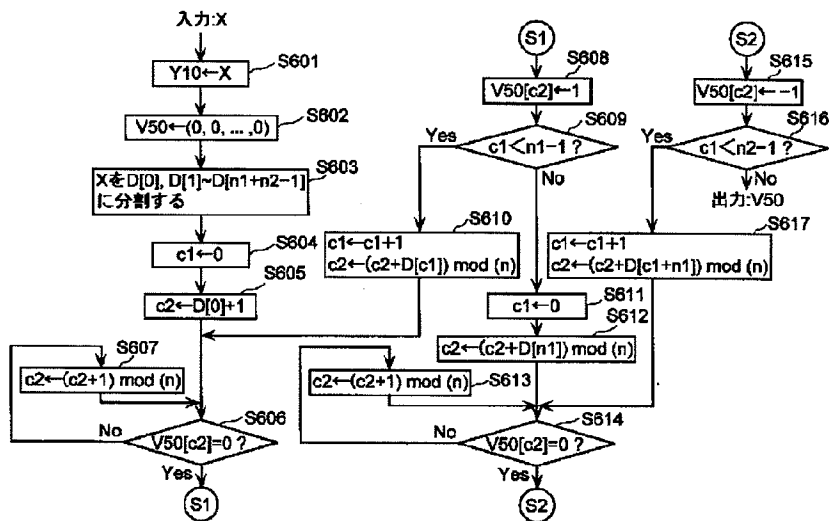 入力:X
S601
Y10←X
S602
V50←(0, 0, ... ,0)
S603
XをD[0], D[1]~D[n1+n2-1]
に分割する
S604
c1←0
S605
c2←D[0]+1
S607
c2←(c2+1) mod (n)
S606
No
V50[c2]=0 ?
Yes
S1
S1
S608
V50[c2]←1
S609
Yes
c1<n1-1 ?
No
S610
c1←c1+1
c2←(c2+D[c1]) mod (n)
S611
c1←0
S612
c2←(c2+D[n1]) mod (n)
S613
c2←(c2+1) mod (n)
S614
No
V50[c2]=0 ?
Yes
S2
S2
S615
V50[c2]←-1
S616
Yes
c1<n2-1 ?
No
出力:V50
S617
c1←c1+1
c2←(c2+D[c1+n1]) mod (n)